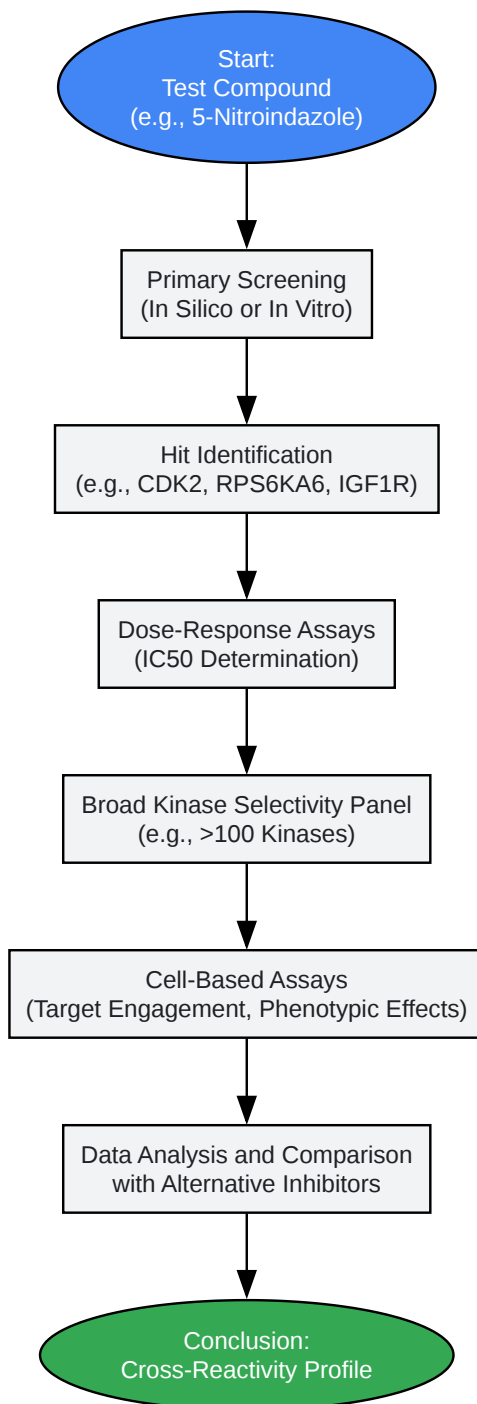 Start:
Test Compound
(e.g., 5-Nitroindazole)
Primary Screening
(In Silico or In Vitro)
Hit Identification
(e.g., CDK2, RPS6KA6, IGF1R)
Dose-Response Assays
(IC50 Determination)
Broad Kinase Selectivity Panel
(e.g., >100 Kinases)
Cell-Based Assays
(Target Engagement, Phenotypic Effects)
Data Analysis and Comparison
with Alternative Inhibitors
Conclusion:
Cross-Reactivity Profile